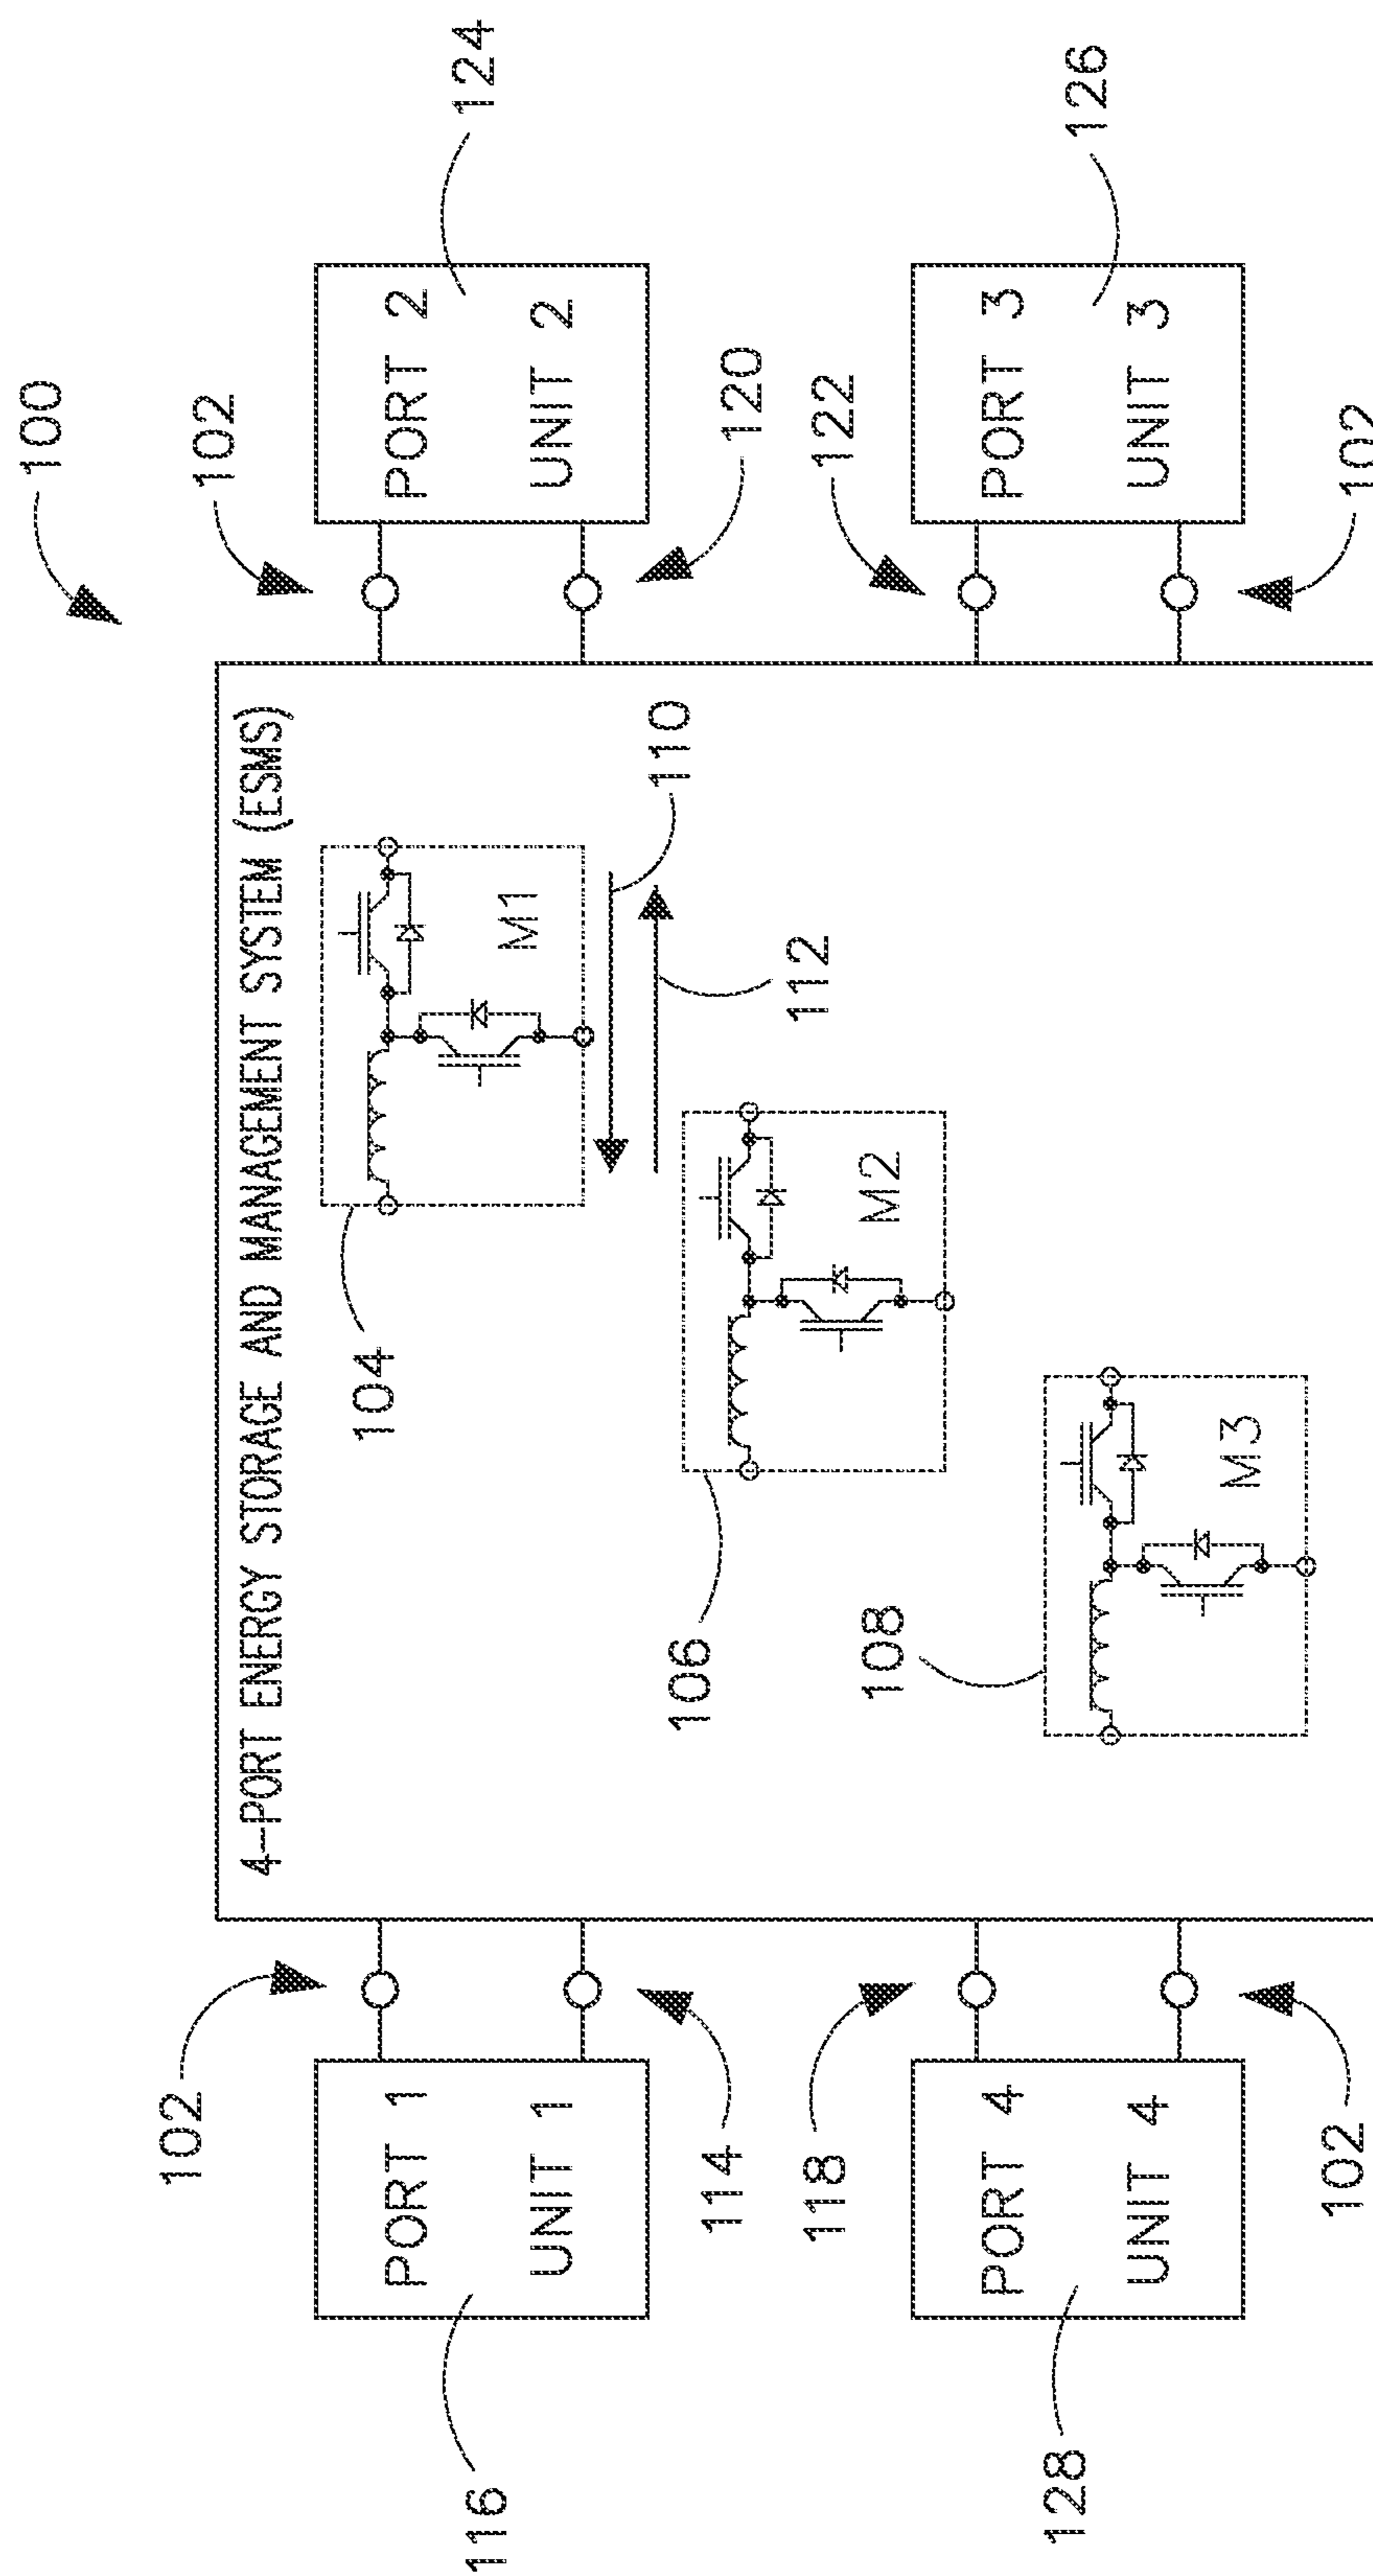 100
102
124
PORT 2
UNIT 2
120
4-PORT ENERGY STORAGE AND MANAGEMENT SYSTEM (ESMS)
102
PORT 1
UNIT 1
116
114
104
M1
110
112
106
M2
108
M3
122
126
PORT 3
UNIT 3
102
118
PORT 4
UNIT 4
128
102